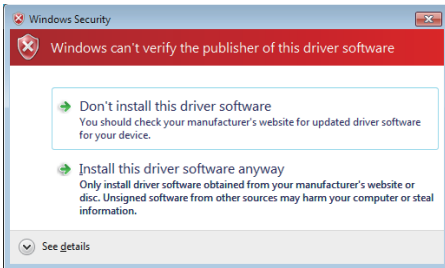 Windows Security
Windows can't verify the publisher of this driver software
Don't install this driver software
You should check your manufacturer's website for updated driver software
for your device.
Install this driver software anyway
Only install driver software obtained from your manufacturer's website or
disc. Unsigned software from other sources may harm your computer or steal
information.
See details